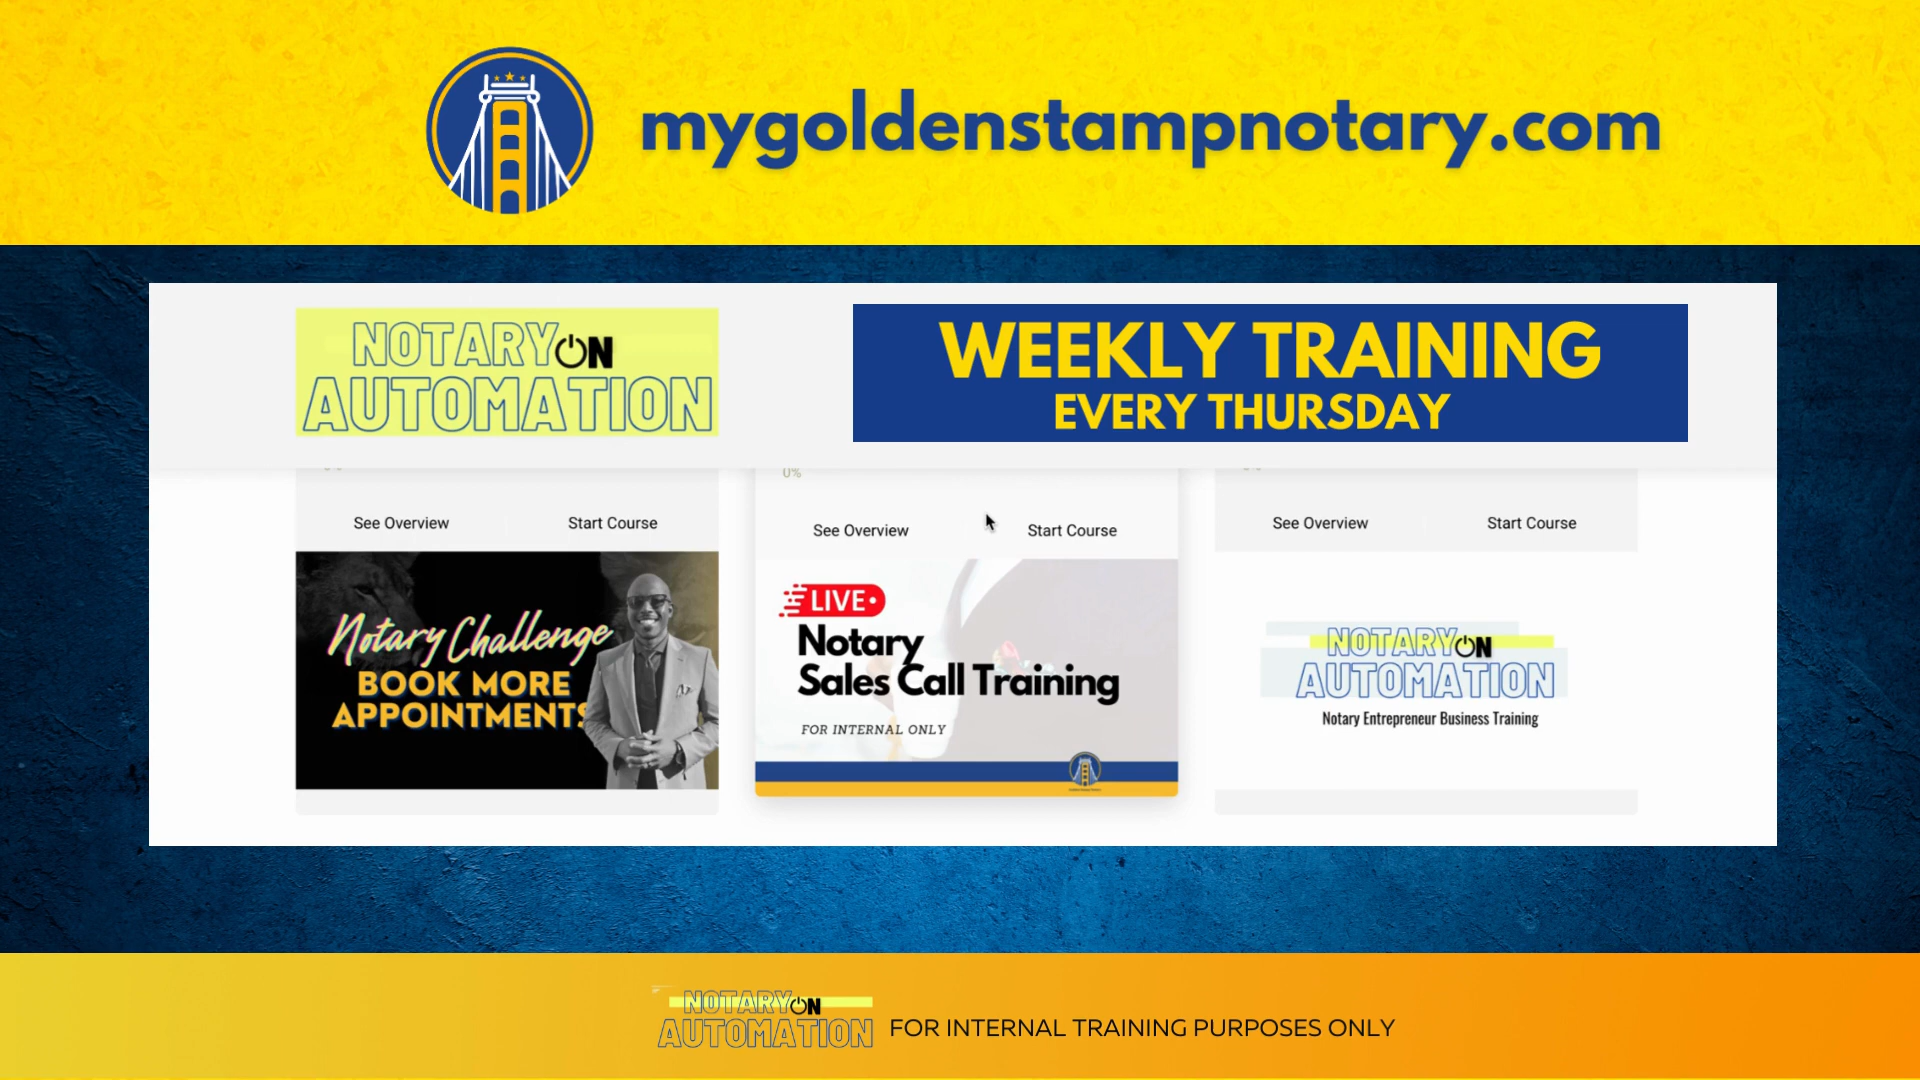 mygoldenstampnotary.com
NOTARY ON
AUTOMATION
WEEKLY TRAINING
EVERY THURSDAY
0%
See Overview Start Course
See Overview Start Course
See Overview Start Course
Notary Challenge
BOOK MORE
APPOINTMENTS
LIVE
Notary
Sales Call Training
FOR INTERNAL ONLY
NOTARY ON
AUTOMATION
Notary Entrepreneur Business Training
NOTARY ON
AUTOMATION
FOR INTERNAL TRAINING PURPOSES ONLY